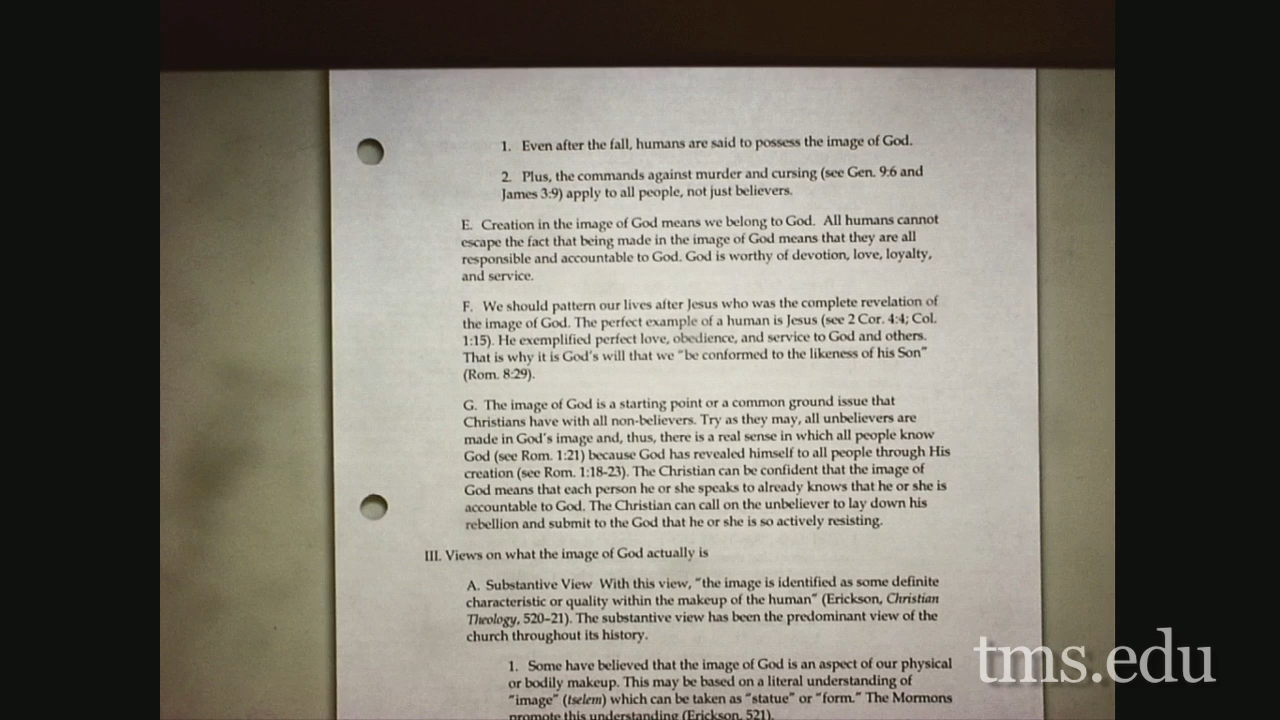 1. Even after the fall, humans are said to possess the image of God.
2. Plus, the commands against murder and cursing (see Gen. 9:6 and
James 3:9) apply to all people, not just believers.
E. Creation in the image of God means we belong to God. All humans cannot
escape the fact that being made in the image of God means that they are all
responsible and accountable to God. God is worthy of devotion, love, loyalty,
and service.
F. We should pattern our lives after Jesus who was the complete revelation of
the image of God. The perfect example of a human is Jesus (see 2 Cor. 4:4; Col.
1:15). He exemplified perfect love, obedience, and service to God and others.
That is why it is God's will that we "be conformed to the likeness of his Son"
(Rom. 8:29).
G. The image of God is a starting point or a common ground issue that
Christians have with all non-believers. Try as they may, all unbelievers are
made in God's image and, thus, there is a real sense in which all people know
God (see Rom. 1:21) because God has revealed himself to all people through His
creation (see Rom. 1:18-23). The Christian can be confident that the image of
God means that each person he or she speaks to already knows that he or she is
accountable to God. The Christian can call on the unbeliever to lay down his
rebellion and submit to the God that he or she is so actively resisting.
III. Views on what the image of God actually is
A. Substantive View With this view, "the image is identified as some definite
characteristic or quality within the makeup of the human" (Erickson, Christian
Theology, 520–21). The substantive view has been the predominant view of the
church throughout its history.
1. Some have believed that the image of God is an aspect of our physical
or bodily makeup. This may be based on a literal understanding of
"image" (tselem) which can be taken as "statue" or "form." The Mormons
promote this understanding (Erickson, 521).
tms.edu